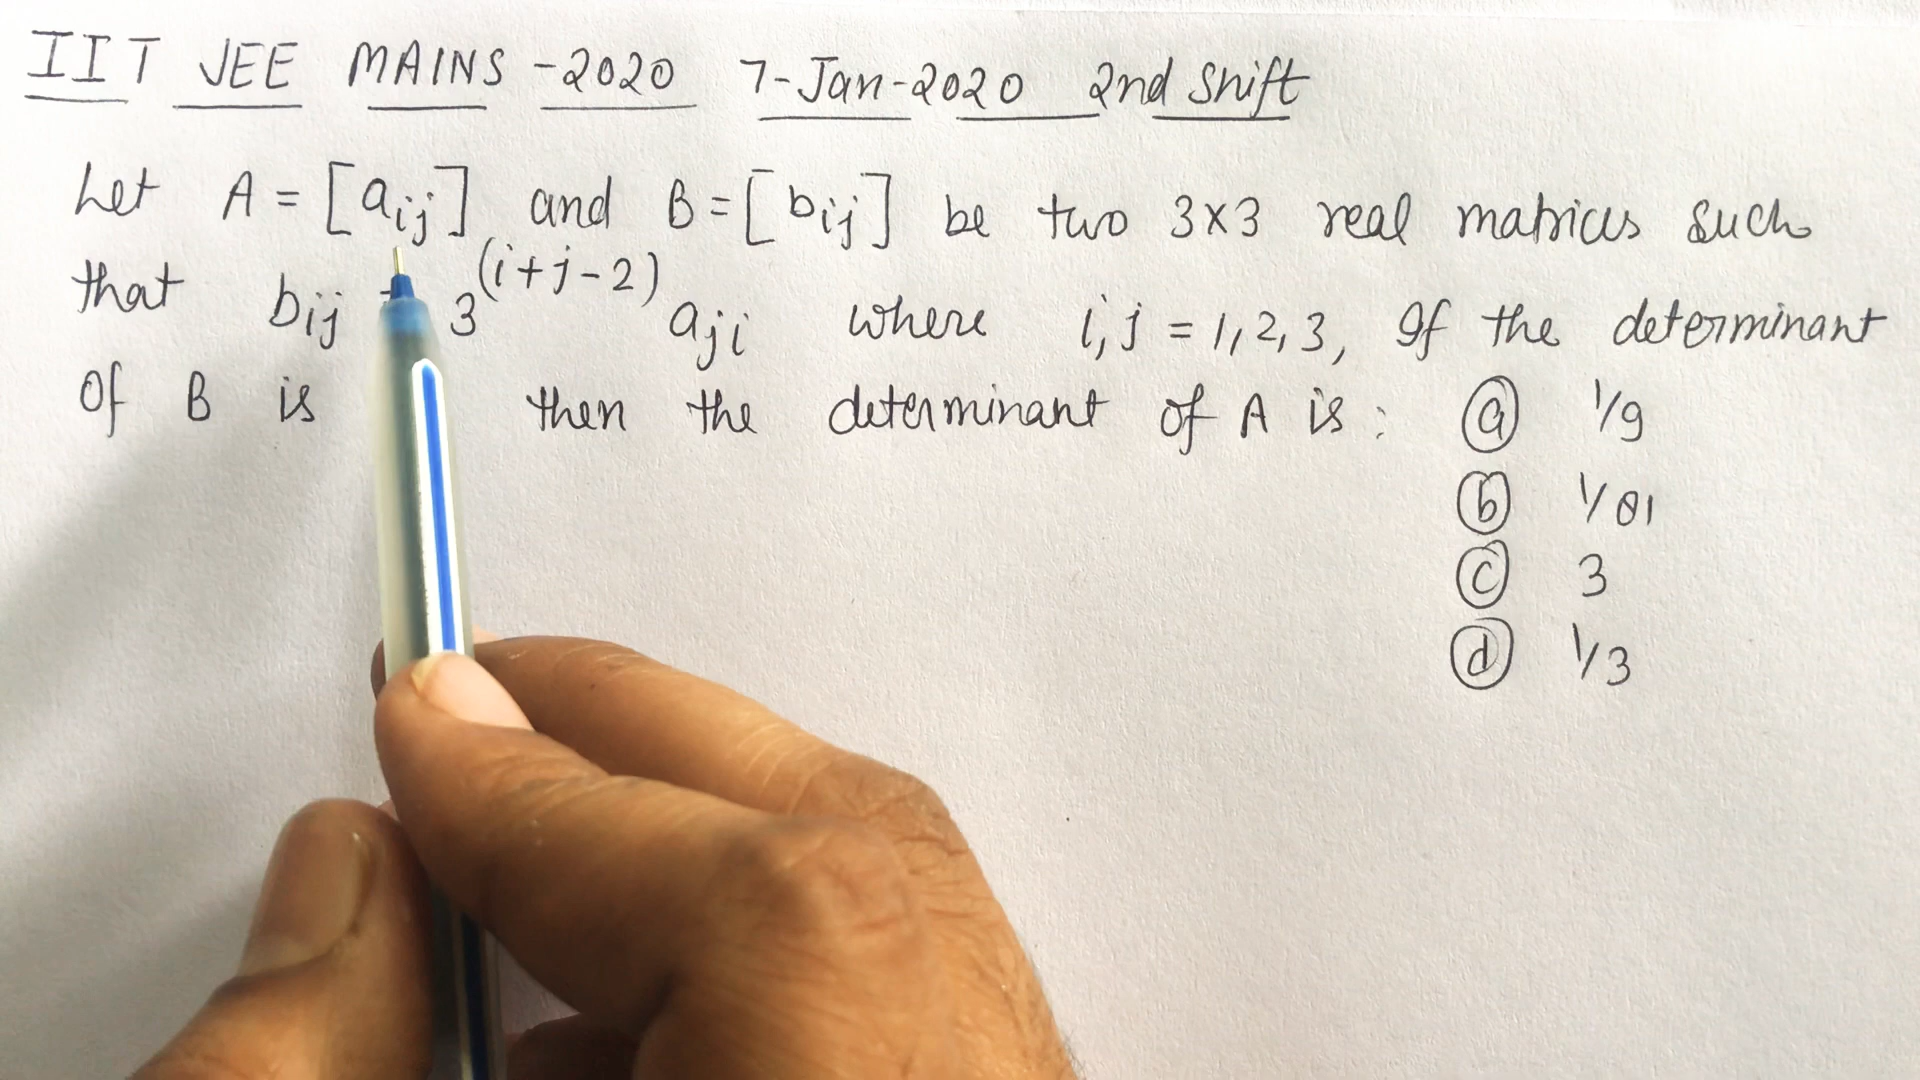 IIT JEE MAINS -2020 7-Jan-2020 2nd Shift
Let A = [aij] and B = [bij] be two 3x3 real matrices such
that bij 3^(i+j-2) aji where i,j = 1,2,3, If the determinant
Of B is then the determinant of A is : (a) 1/9
(b) 1/81
(c) 3
(d) 1/3